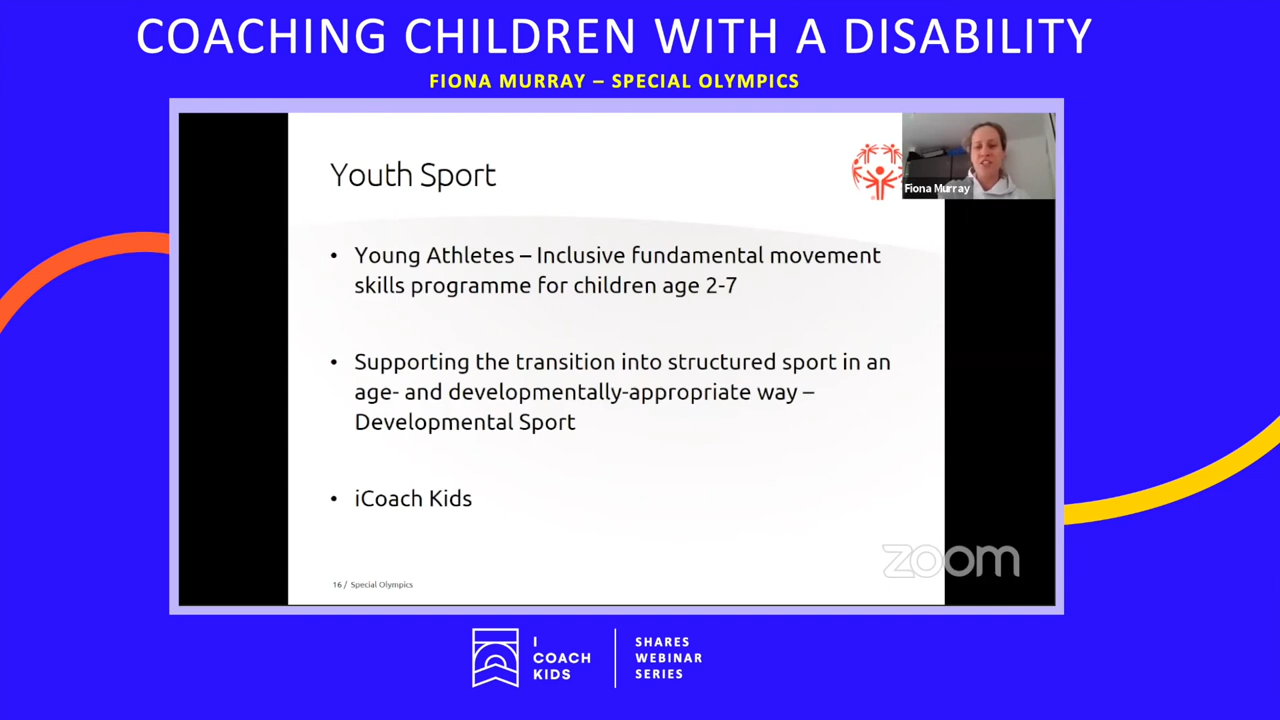 COACHING CHILDREN WITH A DISABILITY
FIONA MURRAY – SPECIAL OLYMPICS
Youth Sport
Fiona Murray
• Young Athletes – Inclusive fundamental movement
skills programme for children age 2-7
• Supporting the transition into structured sport in an
age- and developmentally-appropriate way –
Developmental Sport
• iCoach Kids
16 / Special Olympics
zoom
I
COACH
KIDS
SHARES
WEBINAR
SERIES